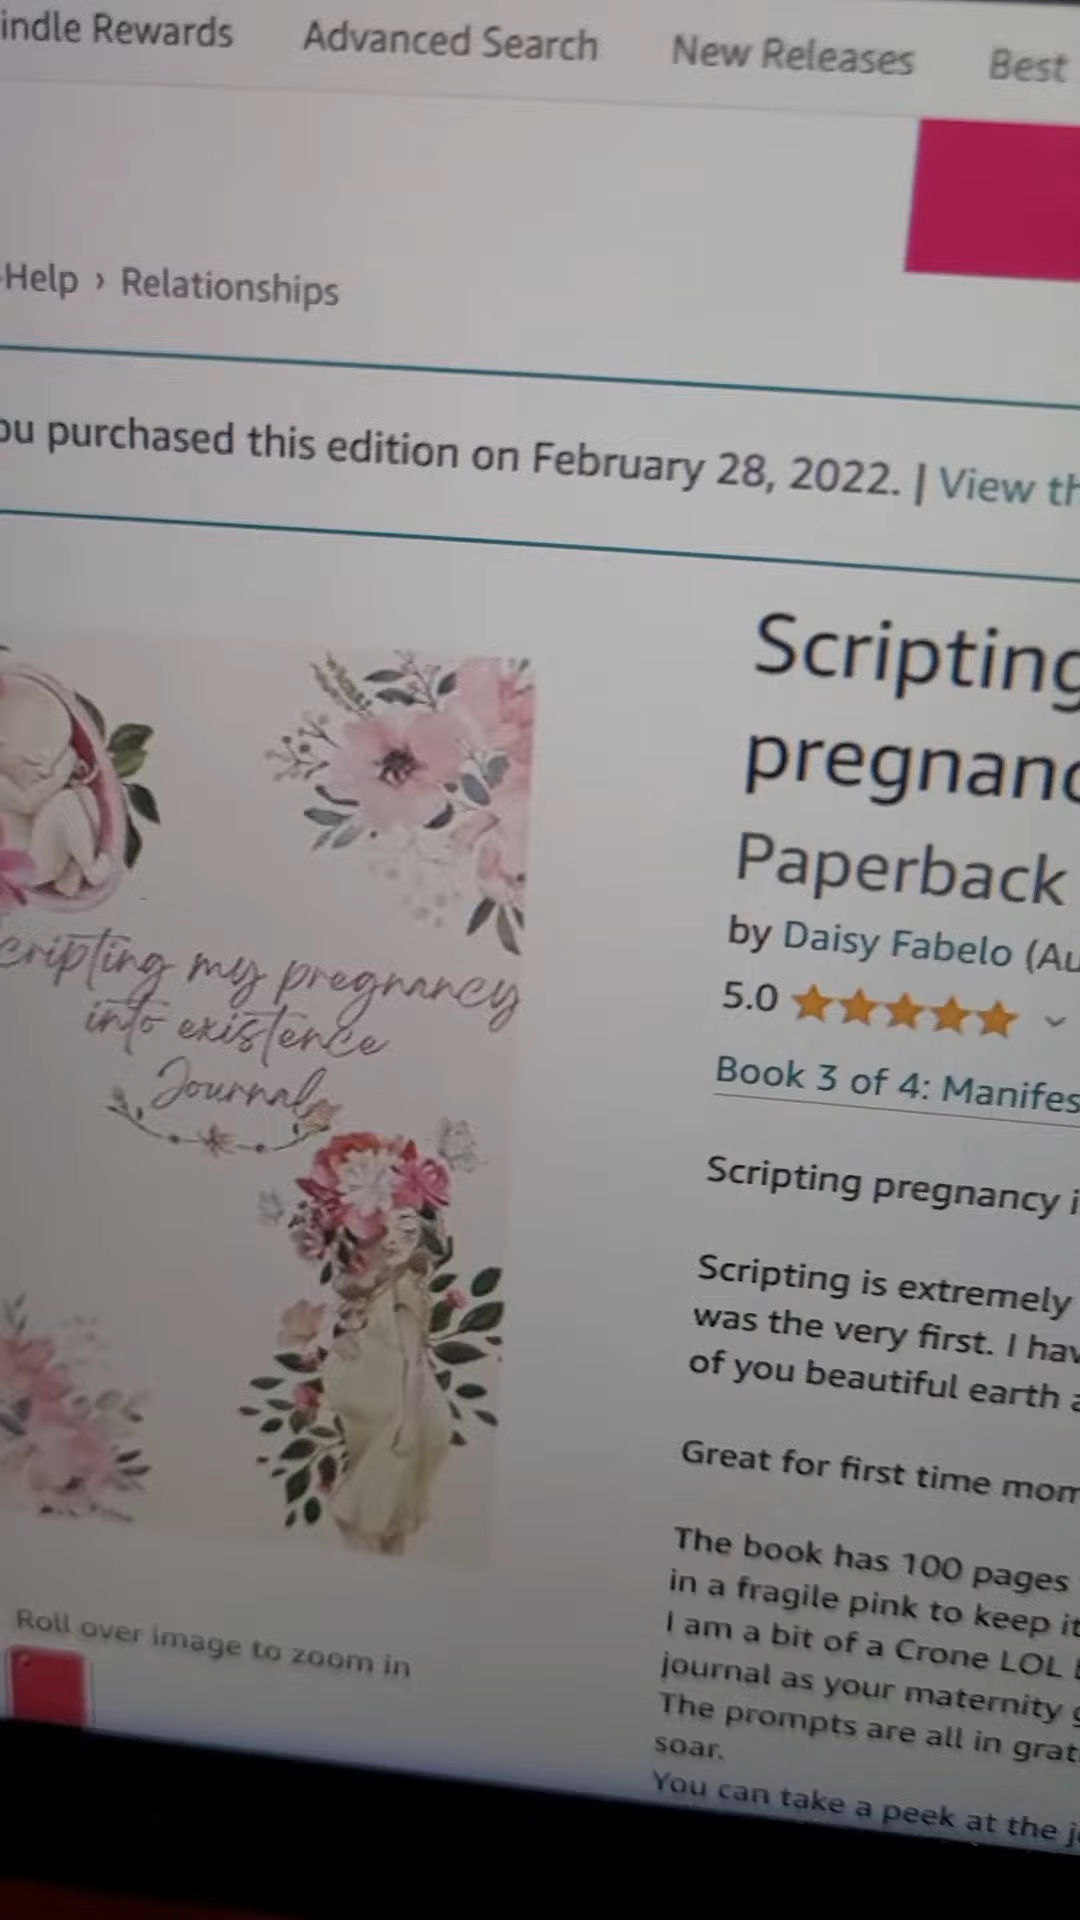 indle Rewards Advanced Search New Releases Best
Help › Relationships
ou purchased this edition on February 28, 2022. | View th
cripting my pregnancy
into existence
Journal
Scripting
pregnanc
Paperback
by Daisy Fabelo (Au
5.0
Book 3 of 4: Manifes
Scripting pregnancy i
Scripting is extremely
was the very first. I hav
of you beautiful earth a
Great for first time mom
The book has 100 pages
in a fragile pink to keep it
I am a bit of a Crone LOL
journal as your maternity g
The prompts are all in grat
soar.
You can take a peek at the j
Roll over image to zoom in